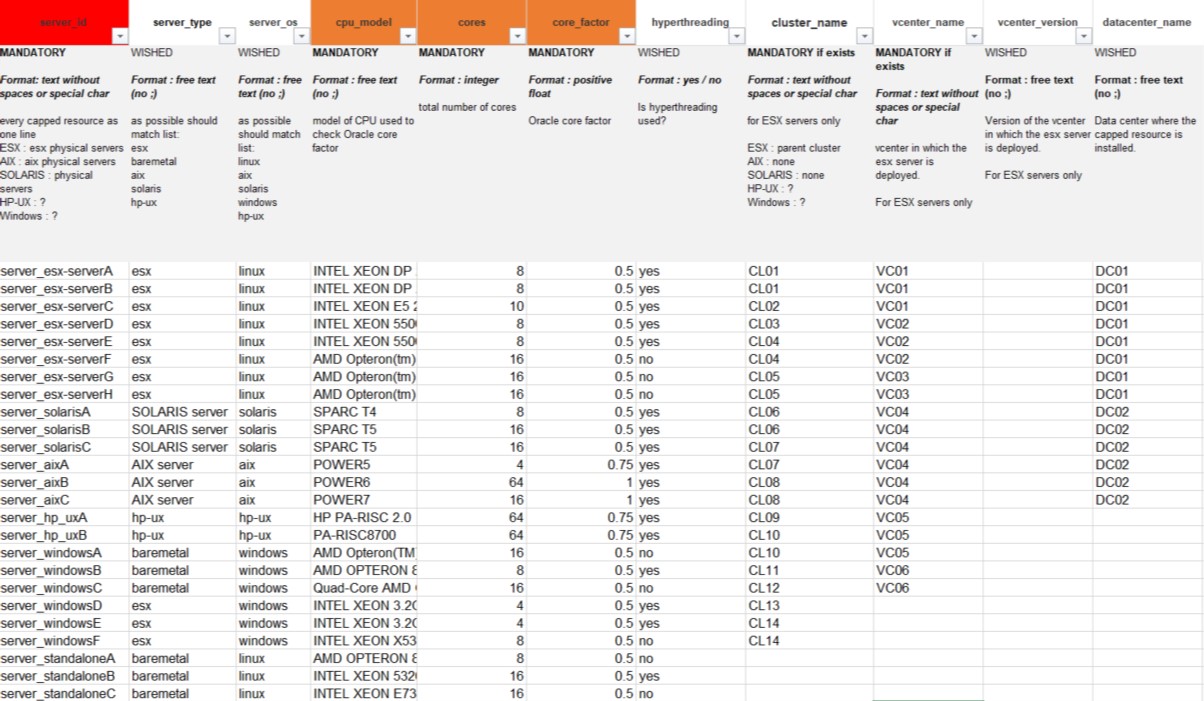 server_id server_type server_os cpu_model cores core_factor hyperthreading cluster_name vcenter_name vcenter_version datacenter_name
MANDATORY
Format: text without spaces or special char
every capped resource as one line
ESX : esx physical servers
AIX : aix physical servers
SOLARIS : physical servers
HP-UX : ?
Windows : ?
WISHED
Format : free text (no ;)
as possible should match list:
esx
baremetal
aix
solaris
hp-ux
WISHED
Format : free text (no ;)
as possible should match list:
linux
aix
solaris
windows
hp-ux
MANDATORY
Format : free text (no ;)
model of CPU used to check Oracle core factor
MANDATORY
Format : integer
total number of cores
MANDATORY
Format : positive float
Oracle core factor
WISHED
Format : yes / no
Is hyperthreading used?
MANDATORY if exists
Format : text without spaces or special char
for ESX servers only
ESX : parent cluster
AIX : none
SOLARIS : none
HP-UX : ?
Windows : ?
MANDATORY if exists
Format : text without spaces or special char
vcenter in which the esx server is deployed.
For ESX servers only
WISHED
Format : free text (no ;)
Version of the vcenter in which the esx server is deployed.
For ESX servers only
WISHED
Format : free text (no ;)
Data center where the capped resource is installed.
server_esx-serverA esx linux INTEL XEON DP 8 0.5 yes CL01 VC01 DC01
server_esx-serverB esx linux INTEL XEON DP 8 0.5 yes CL01 VC01 DC01
server_esx-serverC esx linux INTEL XEON E5 2 10 0.5 yes CL02 VC01 DC01
server_esx-serverD esx linux INTEL XEON 550 8 0.5 yes CL03 VC02 DC01
server_esx-serverE esx linux INTEL XEON 550 8 0.5 yes CL04 VC02 DC01
server_esx-serverF esx linux AMD Opteron(tm) 16 0.5 no CL04 VC02 DC01
server_esx-serverG esx linux AMD Opteron(tm) 16 0.5 no CL05 VC03 DC01
server_esx-serverH esx linux AMD Opteron(tm) 16 0.5 no CL05 VC03 DC01
server_solarisA SOLARIS server solaris SPARC T4 8 0.5 yes CL06 VC04 DC02
server_solarisB SOLARIS server solaris SPARC T5 16 0.5 yes CL06 VC04 DC02
server_solarisC SOLARIS server solaris SPARC T5 16 0.5 yes CL07 VC04 DC02
server_aixA AIX server aix POWER5 4 0.75 yes CL07 VC04 DC02
server_aixB AIX server aix POWER6 64 1 yes CL08 VC04 DC02
server_aixC AIX server aix POWER7 16 1 yes CL08 VC04 DC02
server_hp_uxA hp-ux hp-ux HP PA-RISC 2.0 64 0.75 yes CL09 VC05
server_hp_uxB hp-ux hp-ux PA-RISC8700 64 0.75 yes CL10 VC05
server_windowsA baremetal windows AMD Opteron(TM 16 0.5 no CL10 VC05
server_windowsB baremetal windows AMD OPTERON 8 8 0.5 yes CL11 VC06
server_windowsC baremetal windows Quad-Core AMD 16 0.5 no CL12 VC06
server_windowsD esx windows INTEL XEON 3.2 4 0.5 yes CL13
server_windowsE esx windows INTEL XEON 3.2 4 0.5 yes CL14
server_windowsF esx windows INTEL XEON X53 8 0.5 no CL14
server_standaloneA baremetal linux AMD OPTERON 8 8 0.5 no
server_standaloneB baremetal linux INTEL XEON 532 16 0.5 yes
server_standaloneC baremetal linux INTEL XEON E73 16 0.5 no